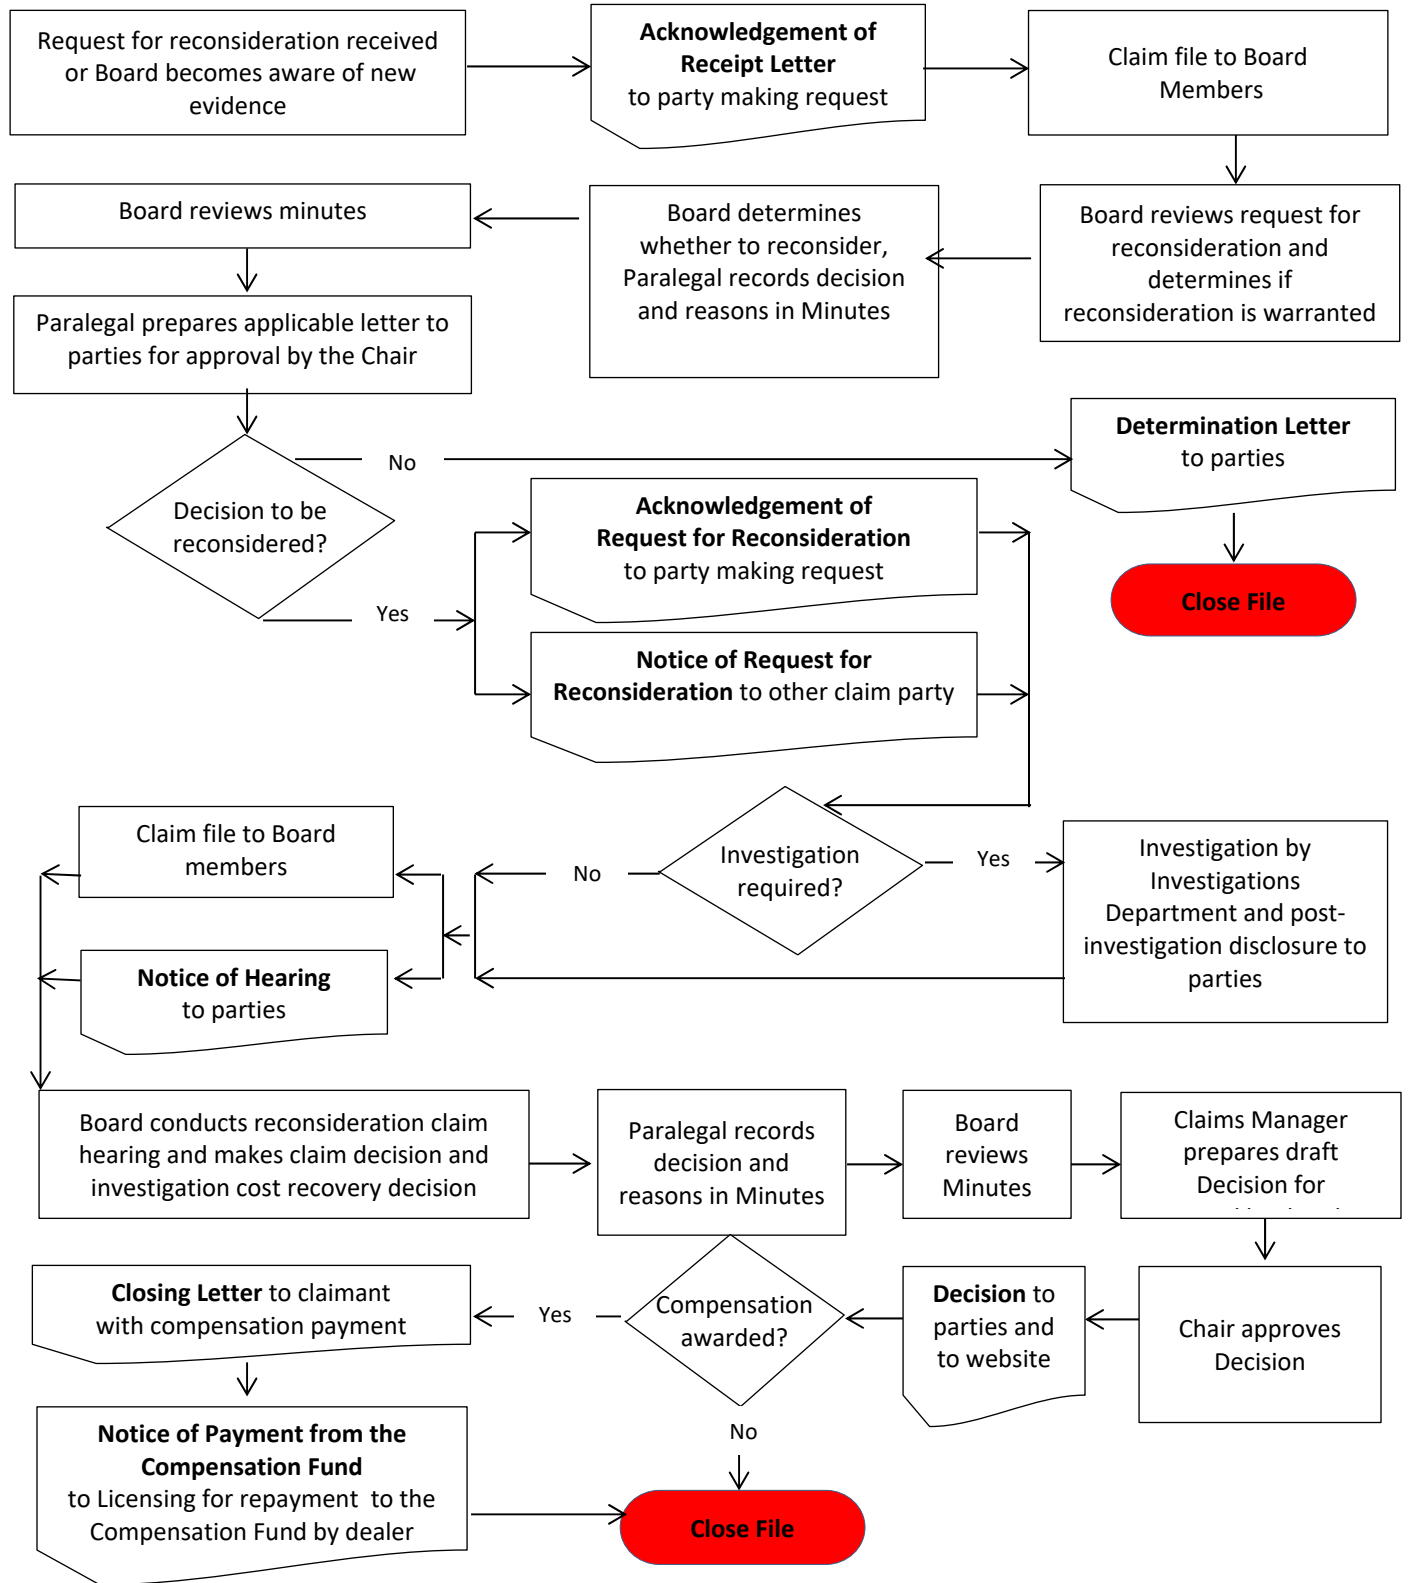 Request for reconsideration received
or Board becomes aware of new
evidence
Acknowledgement of
Receipt Letter
to party making request
Claim file to Board
Members
Board reviews minutes
Board determines
whether to reconsider,
Paralegal records decision
and reasons in Minutes
Board reviews request for
reconsideration and
determines if
reconsideration is warranted
Paralegal prepares applicable letter to
parties for approval by the Chair
Determination Letter
to parties
No
Decision to be
reconsidered?
Acknowledgement of
Request for Reconsideration
to party making request
Close File
Yes
Notice of Request for
Reconsideration to other claim party
Claim file to Board
members
No
Investigation
required?
Yes
Investigation by
Investigations
Department and post-
investigation disclosure to
parties
Notice of Hearing
to parties
Board conducts reconsideration claim
hearing and makes claim decision and
investigation cost recovery decision
Paralegal records
decision and
reasons in Minutes
Board
reviews
Minutes
Claims Manager
prepares draft
Decision for
Closing Letter to claimant
with compensation payment
Yes
Compensation
awarded?
Decision to
parties and
to website
Chair approves
Decision
Notice of Payment from the
Compensation Fund
to Licensing for repayment to the
Compensation Fund by dealer
No
Close File